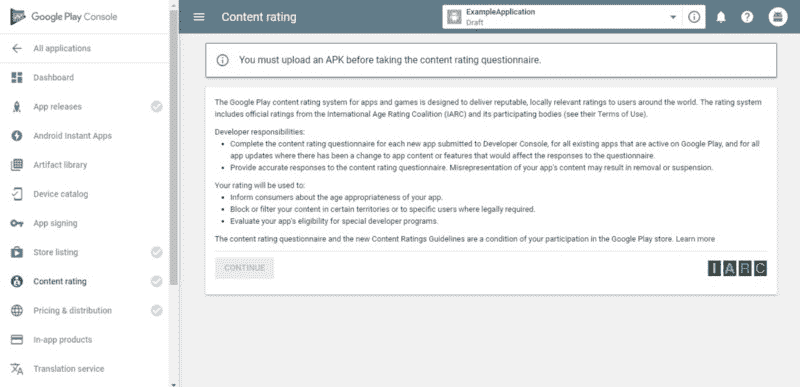 Google Play Console
Content rating
ExampleApplication
Draft
All applications
Dashboard
App releases
Android Instant Apps
Artifact library
Device catalog
App signing
Store listing
Content rating
Pricing & distribution
In-app products
Translation service
You must upload an APK before taking the content rating questionnaire.
The Google Play content rating system for apps and games is designed to deliver reputable, locally relevant ratings to users around the world. The rating system
includes official ratings from the International Age Rating Coalition (IARC) and its participating bodies (see their Terms of Use).
Developer responsibilities:
• Complete the content rating questionnaire for each new app submitted to Developer Console, for all existing apps that are active on Google Play, and for all
app updates where there has been a change to app content or features that would affect the responses to the questionnaire.
• Provide accurate responses to the content rating questionnaire. Misrepresentation of your app's content may result in removal or suspension.
Your rating will be used to:
• Inform consumers about the age appropriateness of your app.
• Block or filter your content in certain territories or to specific users where legally required.
• Evaluate your app's eligibility for special developer programs.
The content rating questionnaire and the new Content Ratings Guidelines are a condition of your participation in the Google Play store. Learn more
CONTINUE
IARC